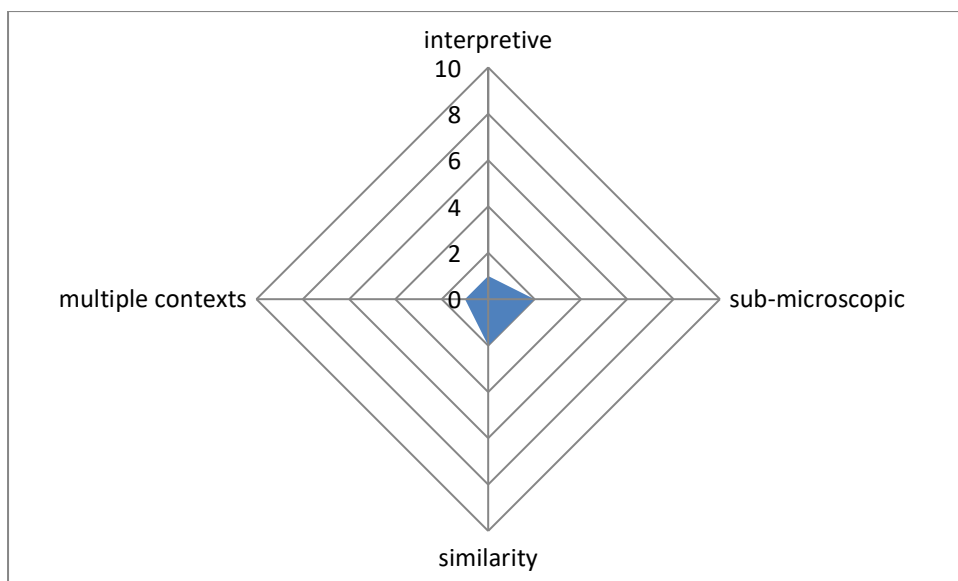 interpretive
10
8
6
4
2
0
multiple contexts
sub-microscopic
similarity